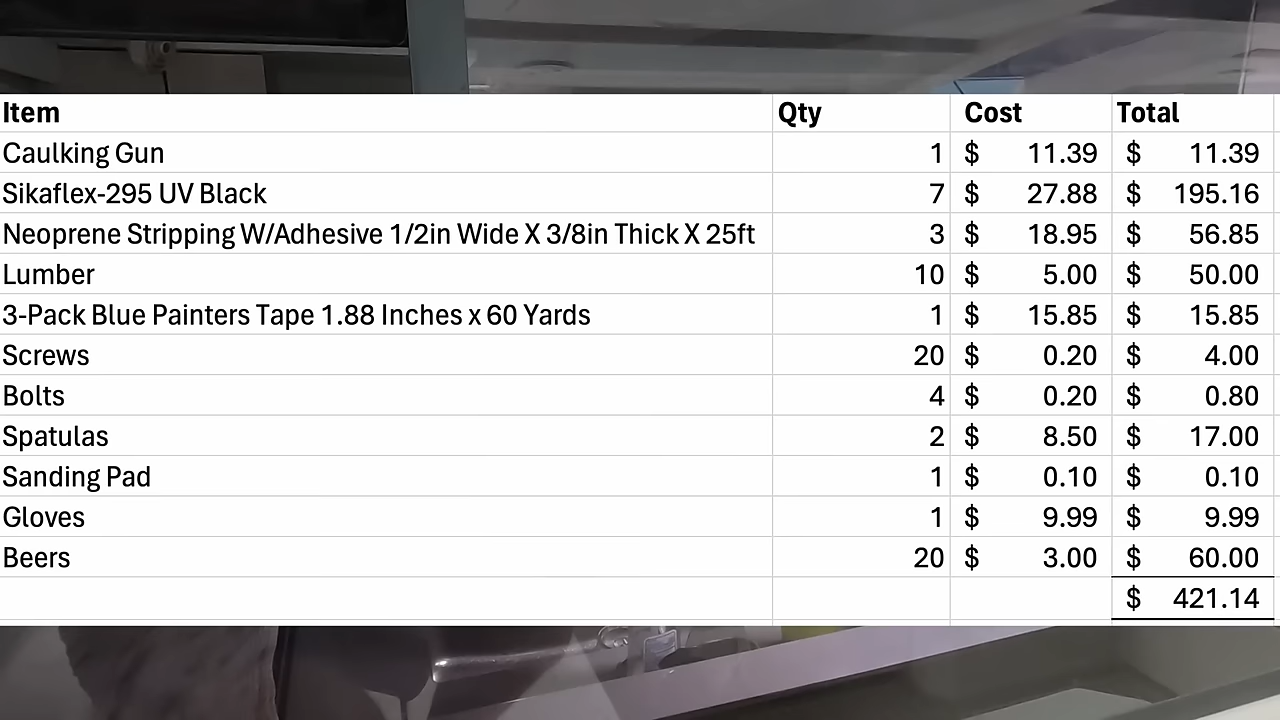 Item Qty Cost Total
Caulking Gun 1 $ 11.39 $ 11.39
Sikaflex-295 UV Black 7 $ 27.88 $ 195.16
Neoprene Stripping W/Adhesive 1/2in Wide X 3/8in Thick X 25ft 3 $ 18.95 $ 56.85
Lumber 10 $ 5.00 $ 50.00
3-Pack Blue Painters Tape 1.88 Inches x 60 Yards 1 $ 15.85 $ 15.85
Screws 20 $ 0.20 $ 4.00
Bolts 4 $ 0.20 $ 0.80
Spatulas 2 $ 8.50 $ 17.00
Sanding Pad 1 $ 0.10 $ 0.10
Gloves 1 $ 9.99 $ 9.99
Beers 20 $ 3.00 $ 60.00
$ 421.14